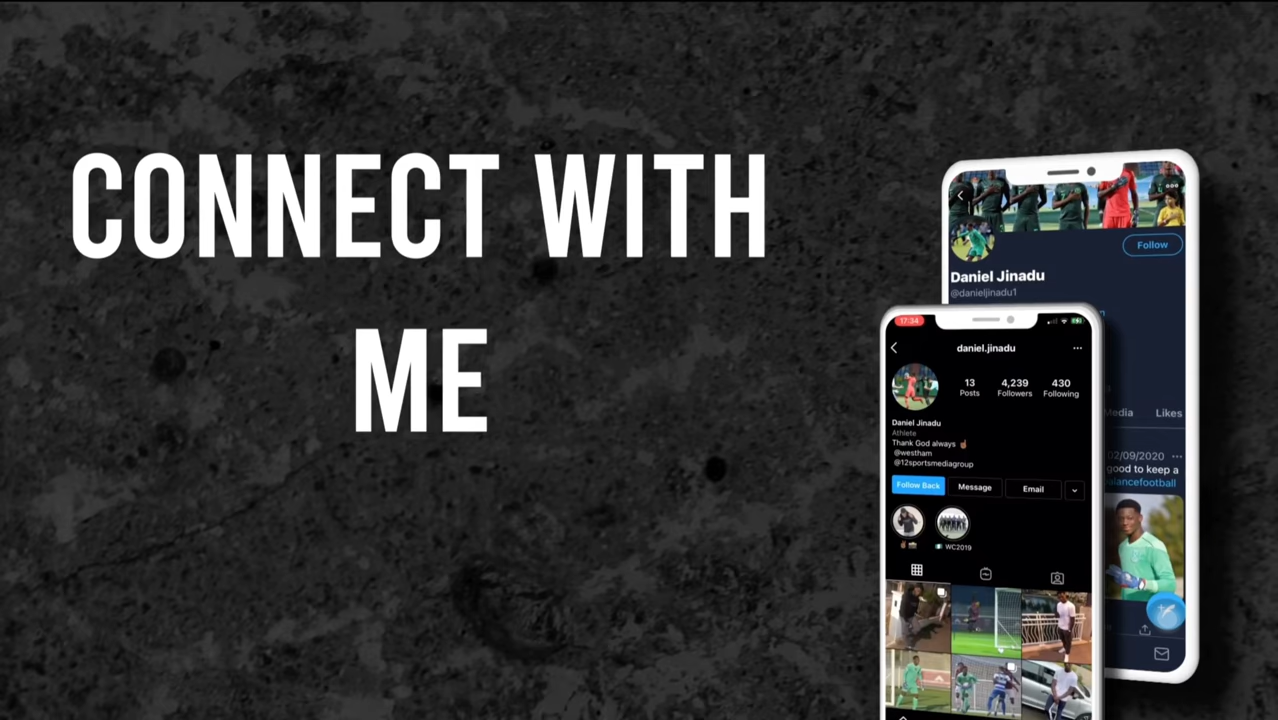 CONNECT WITH
ME
Follow
Daniel Jinadu
@danieljinadu1
Media
Likes
02/09/2020
good to keep a
alancefootball
17:34
daniel.jinadu
13
Posts
4,239
Followers
430
Following
Daniel Jinadu
Athlete
Thank God always
@westham
@12sportsmediagroup
Follow Back
Message
Email
WC2019